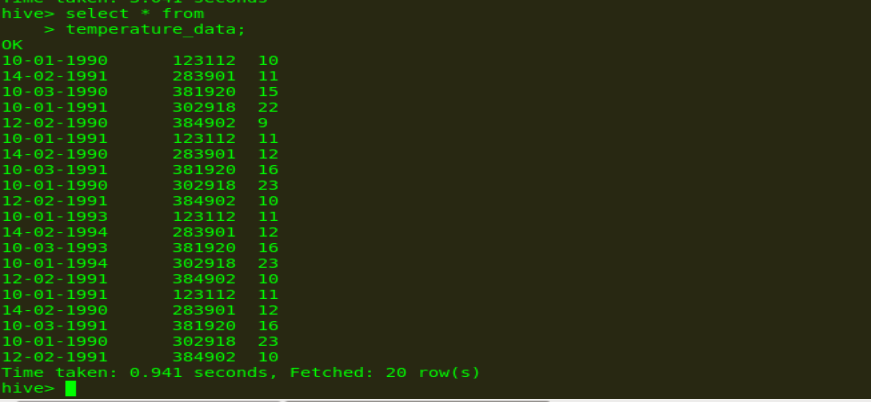 Time taken: 5.041 seconds
hive> select * from
    > temperature_data;
OK
10-01-1990	123112	10
14-02-1991	283901	11
10-03-1990	381920	15
10-01-1991	302918	22
12-02-1990	384902	9
10-01-1991	123112	11
14-02-1990	283901	12
10-03-1991	381920	16
10-01-1990	302918	23
12-02-1991	384902	10
10-01-1993	123112	11
14-02-1994	283901	12
10-03-1993	381920	16
10-01-1994	302918	23
12-02-1991	384902	10
10-01-1991	123112	11
14-02-1990	283901	12
10-03-1991	381920	16
10-01-1990	302918	23
12-02-1991	384902	10
Time taken: 0.941 seconds, Fetched: 20 row(s)
hive>